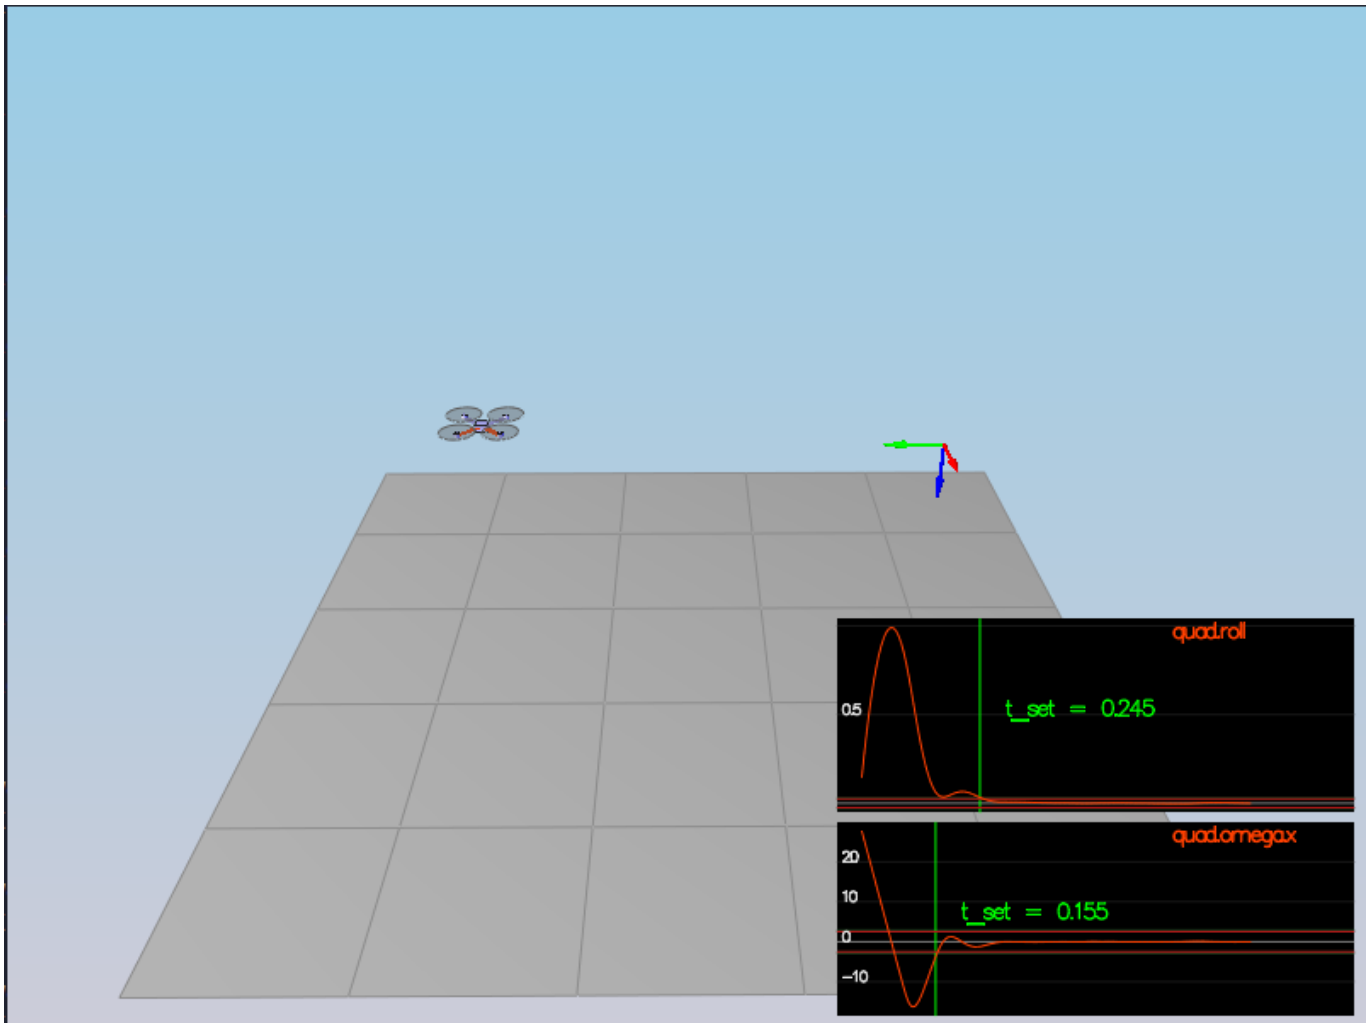 quad.roll
0.5
t_set = 0.245
quad.omega.x
20
10
t_set = 0.155
0
-10